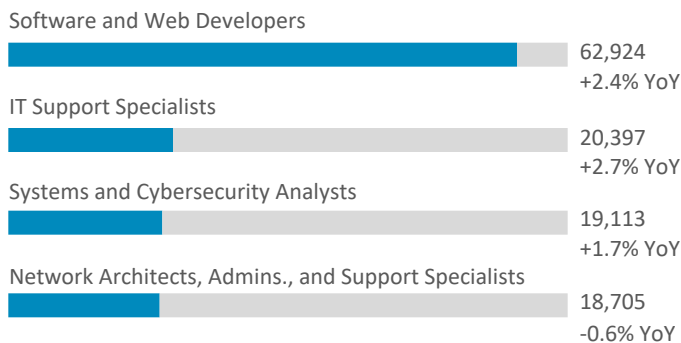 Software and Web Developers
62,924
+2.4% YoY
IT Support Specialists
20,397
+2.7% YoY
Systems and Cybersecurity Analysts
19,113
+1.7% YoY
Network Architects, Admins., and Support Specialists
18,705
-0.6% YoY